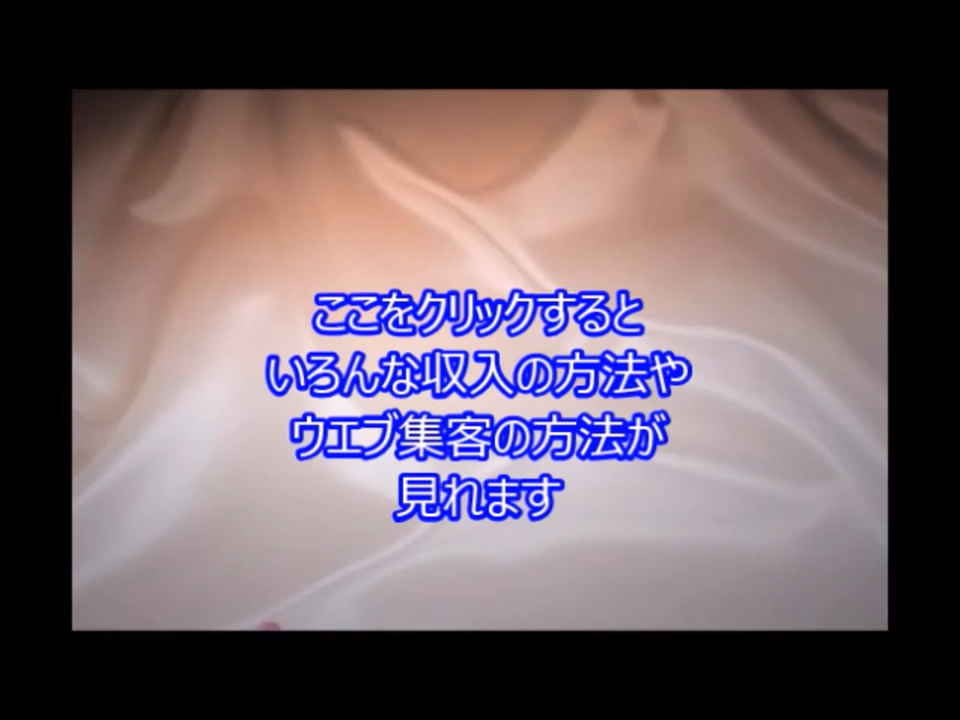 ここをクリックすると
いろんな収入の方法や
ウエブ集客の方法が
見れます